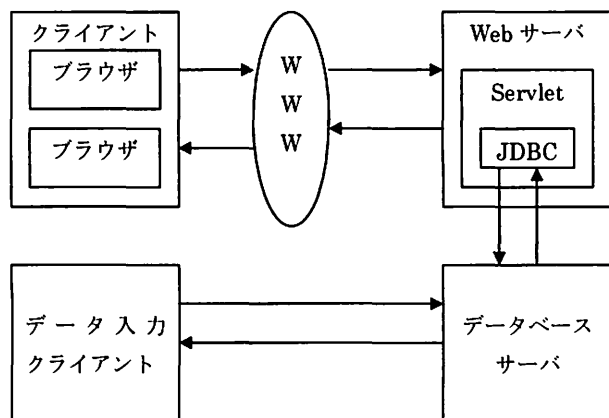 クライアント
ブラウザ
ブラウザ
W
W
W
Web サーバ
Servlet
JDBC
データ入力
クライアント
データベース
サーバ